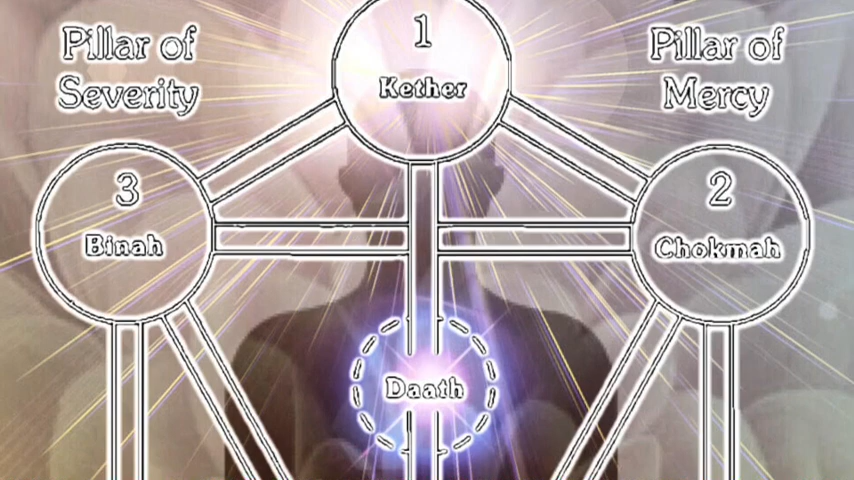 Pillar of
Severity
1
Kether
Pillar of
Mercy
3
Binah
2
Chokmah
Daath